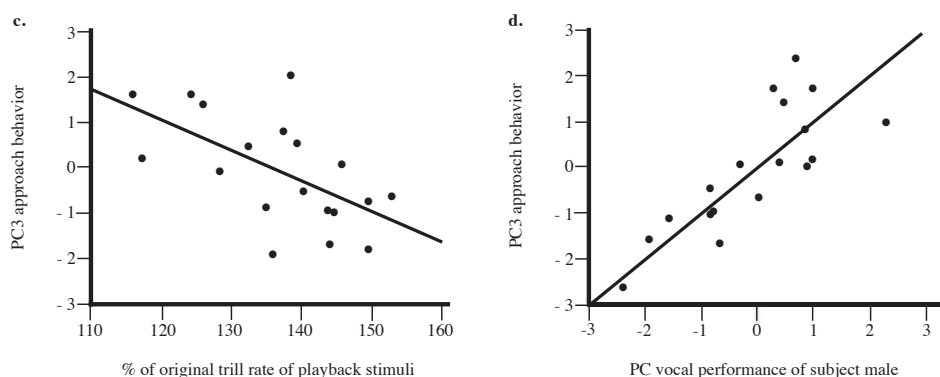 c.
PC3 approach behavior
3
2
1
0
- 1
- 2
- 3
110 120 130 140 150 160
% of original trill rate of playback stimuli
d.
PC3 approach behavior
3
2
1
0
- 1
- 2
- 3
-3 -2 -1 0 1 2 3
PC vocal performance of subject male